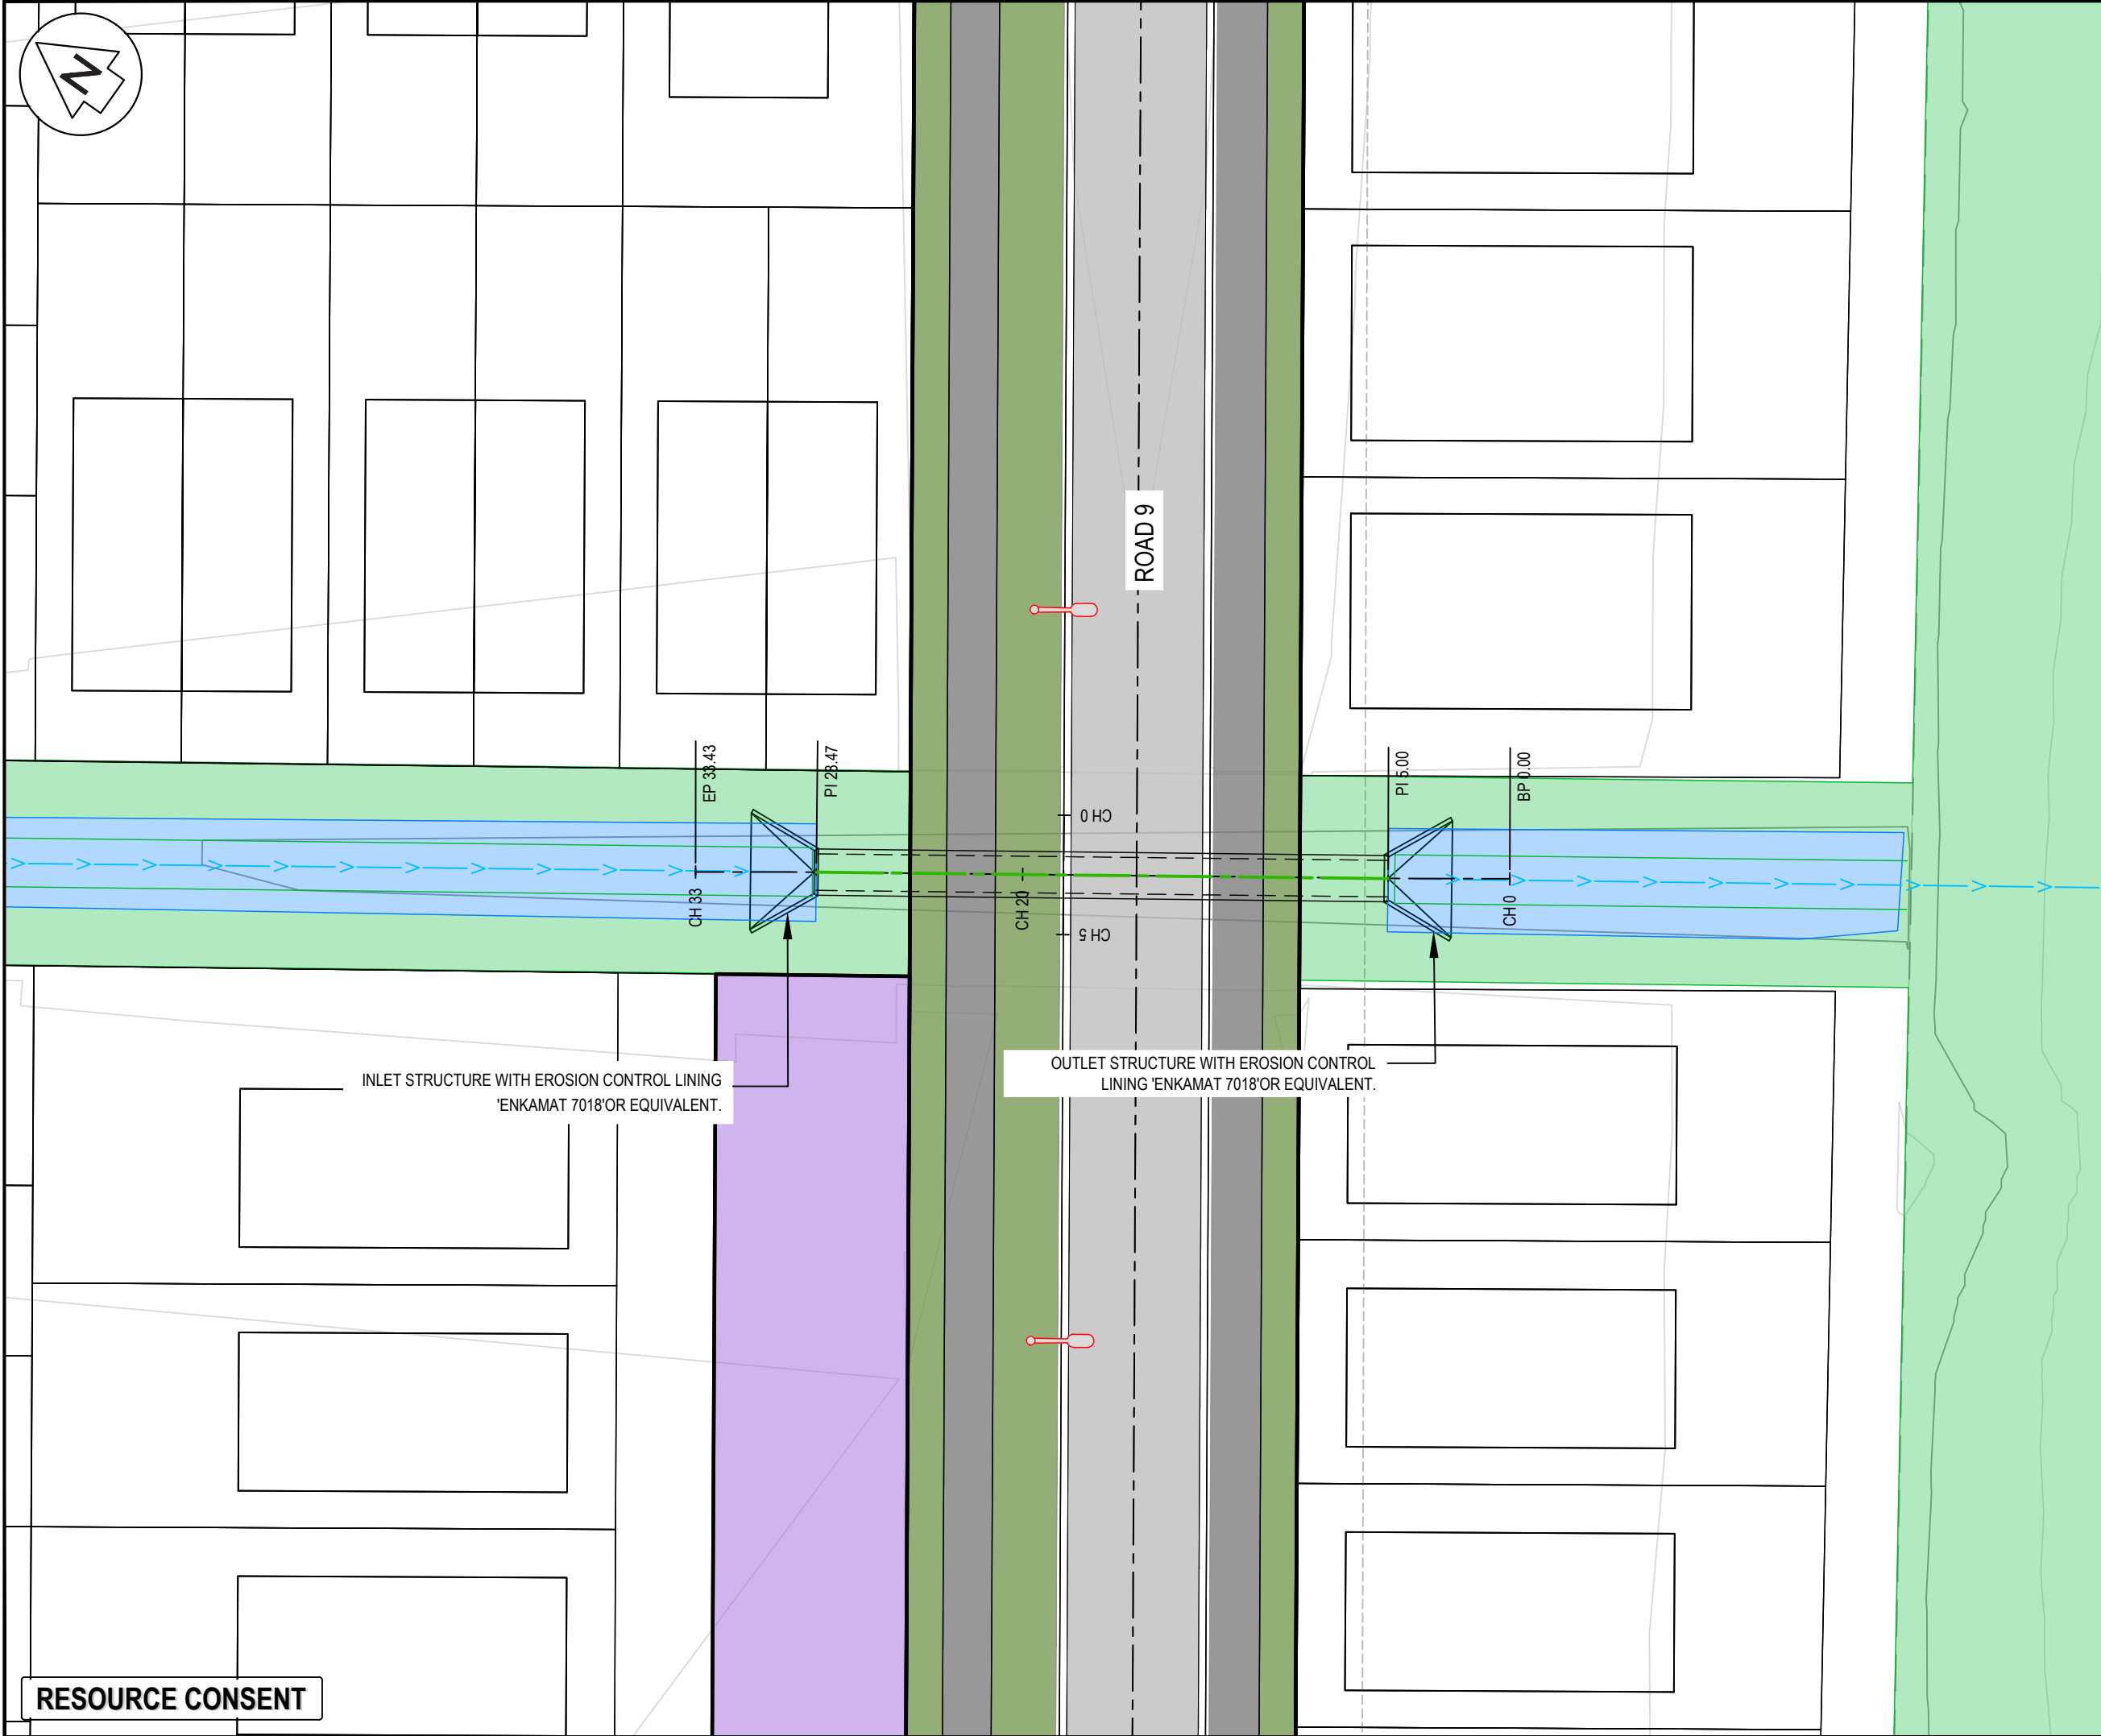 N
ROAD 9
EP 33.43
PI 28.47
PI 5.00
BP 0.00
CH 0
CH 33
CH 20
CH 5
CH 0
INLET STRUCTURE WITH EROSION CONTROL LINING
'ENKAMAT 7018'OR EQUIVALENT.
OUTLET STRUCTURE WITH EROSION CONTROL
LINING 'ENKAMAT 7018'OR EQUIVALENT.
RESOURCE CONSENT